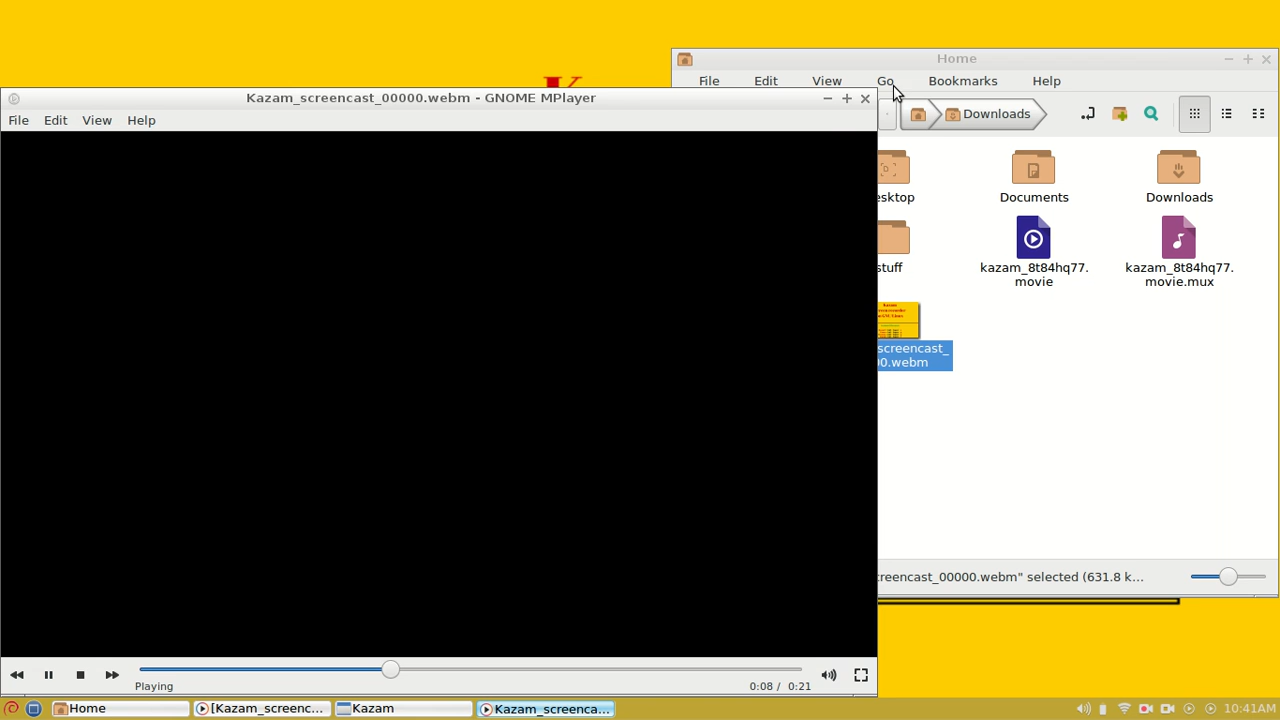 K
Home
File Edit View Go Bookmarks Help
Kazam_screencast_00000.webm - GNOME MPlayer
File Edit View Help
Downloads
esktop
Documents
Downloads
stuff
kazam_8t84hq77.
movie
kazam_8t84hq77.
movie.mux
screencast_
00.webm
creencast_00000.webm" selected (631.8 k...
Playing
0:08 / 0:21
Home
[Kazam_screenc...
Kazam
Kazam_screenca...
10:41AM